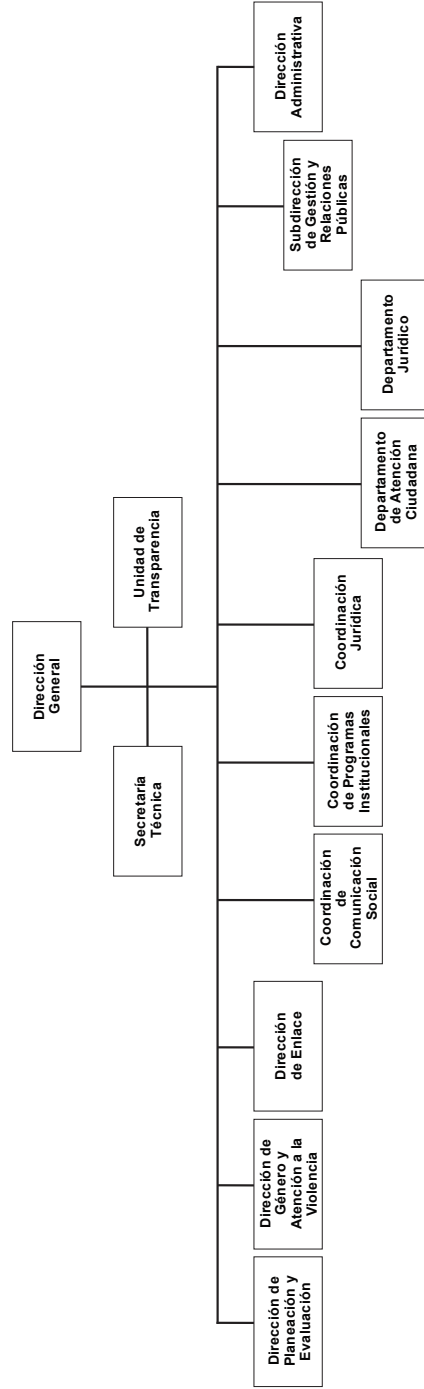 Dirección
General
Secretaría
Técnica
Unidad de
Transparencia
Dirección de
Planeación y
Evaluación
Dirección de
Género y
Atención a la
Violencia
Dirección
de Enlace
Coordinación
de
Comunicación
Social
Coordinación
de Programas
Institucionales
Coordinación
Jurídica
Departamento
de Atención
Ciudadana
Departamento
Jurídico
Subdirección
de Gestión y
Relaciones
Públicas
Dirección
Administrativa